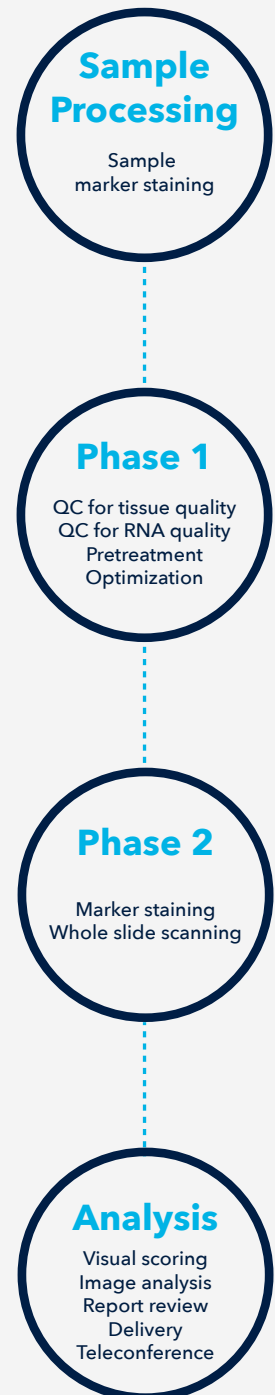 Sample
Processing
Sample
marker staining
Phase 1
QC for tissue quality
QC for RNA quality
Pretreatment
Optimization
Phase 2
Marker staining
Whole slide scanning
Analysis
Visual scoring
Image analysis
Report review
Delivery
Teleconference